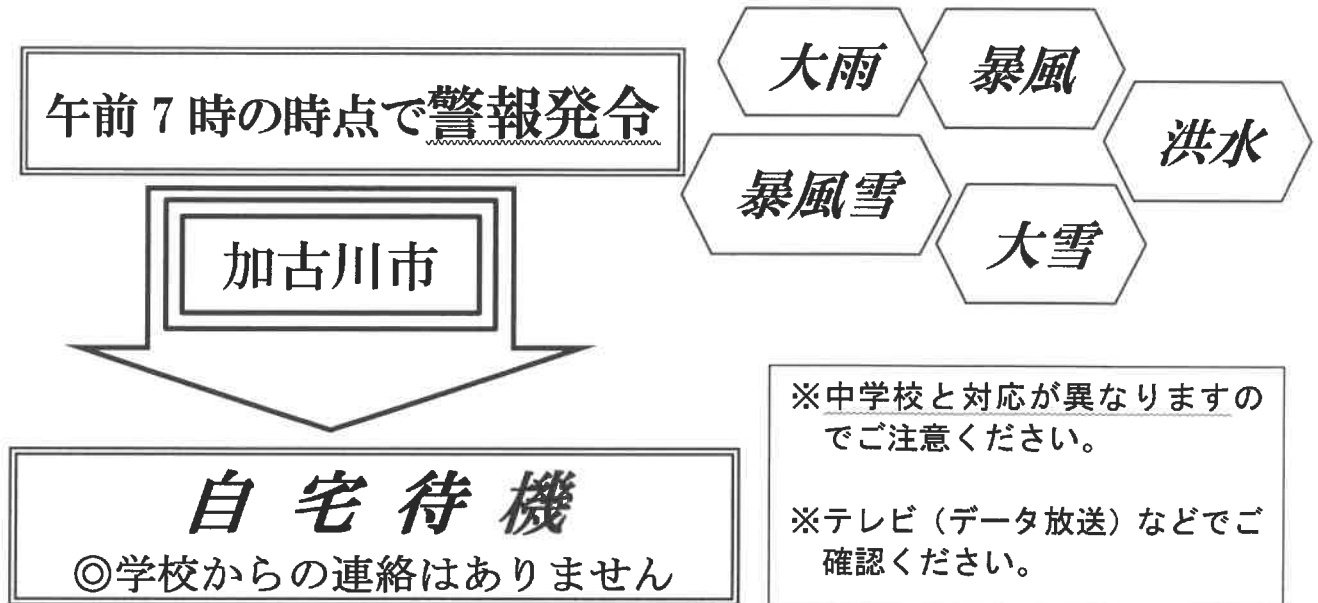 午前7時の時点で警報発令
大雨
暴風
洪水
暴風雪
大雪
加古川市
自宅待機
◎学校からの連絡はありません
※中学校と対応が異なりますの
でご注意ください。
※テレビ(データ放送)などでご
確認ください。